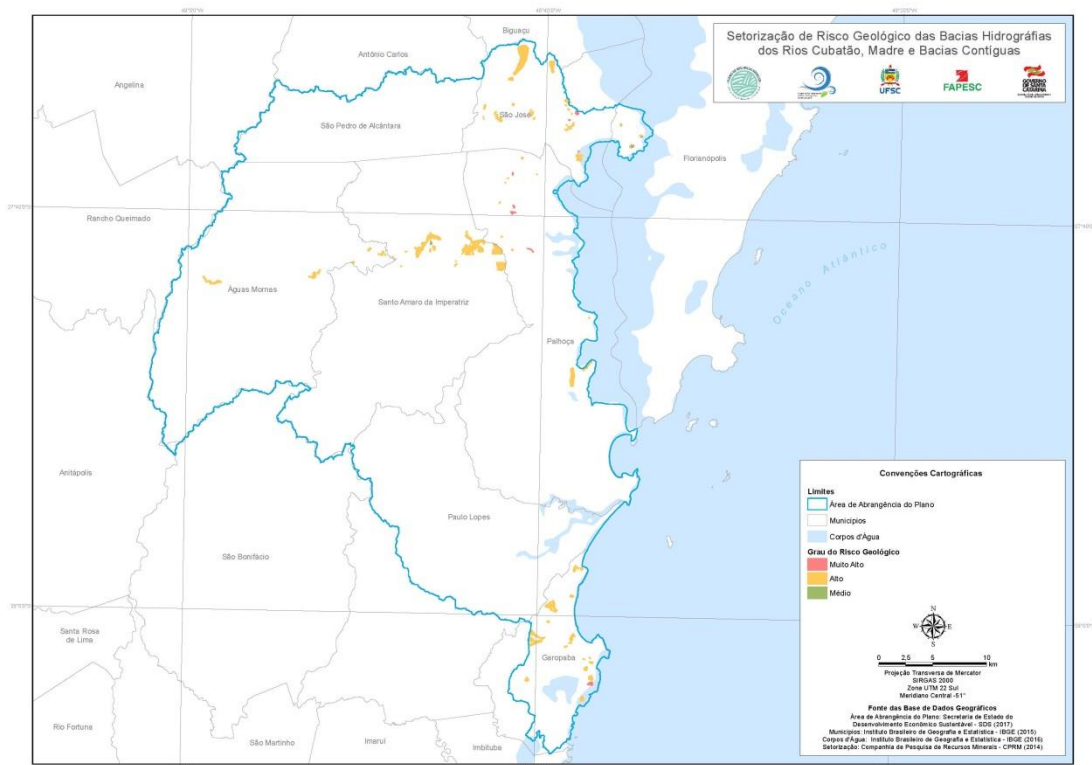 Setorização de Risco Geológico das Bacias Hidrográfias
dos Rios Cubatão, Madre e Bacias Contíguas
UFSC
FAPESC
GOVERNO
DE SANTA
CATARINA
Biguaçu
Antônio Carlos
Angelina
São José
São Pedro de Alcântara
Florianópolis
Rancho Queimado
Oceano Atlântico
Águas Mornas
Santo Amaro da Imperatriz
Palhoça
Anitápolis
Paulo Lopes
São Bonifácio
Santa Rosa
de Lima
Garopaba
Rio Fortuna
São Martinho
Imaruí
Imbituba
Convenções Cartográficas
Limites
Área de Abrangência do Plano
Municípios
Corpos d'Água
Grau do Risco Geológico
Muito Alto
Alto
Médio
N
W E
S
0 2,5 5 10
km
Projeção Transversa de Mercator
SIRGAS 2000
Zona UTM 22 Sul
Meridiano Central -51°
Fonte das Base de Dados Geográficos
Área de Abrangência do Plano: Secretaria de Estado do
Desenvolvimento Econômico Sustentável - SDS (2017)
Municípios: Instituto Brasileiro de Geografia e Estatística - IBGE (2015)
Corpos d'Água: Instituto Brasileiro de Geografia e Estatística - IBGE (2016)
Setorização: Companhia de Pesquisa de Recursos Minerais - CPRM (2014)